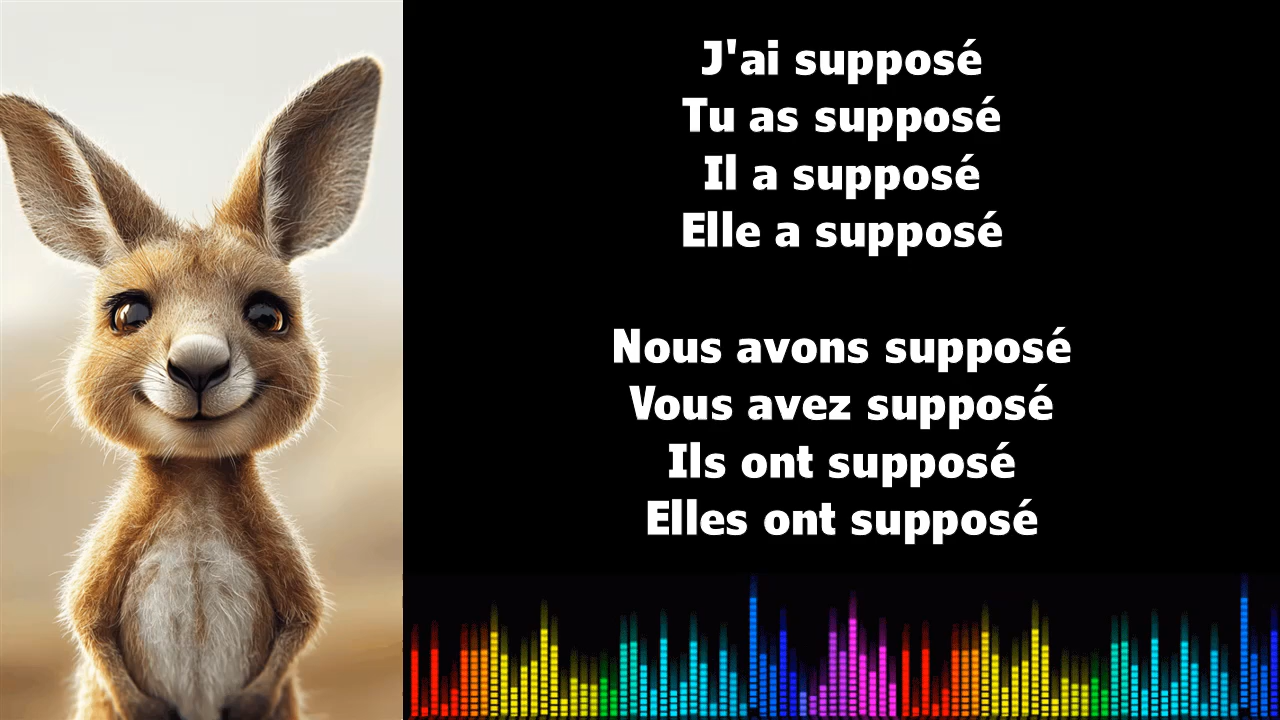 J'ai supposé
Tu as supposé
Il a supposé
Elle a supposé
Nous avons supposé
Vous avez supposé
Ils ont supposé
Elles ont supposé